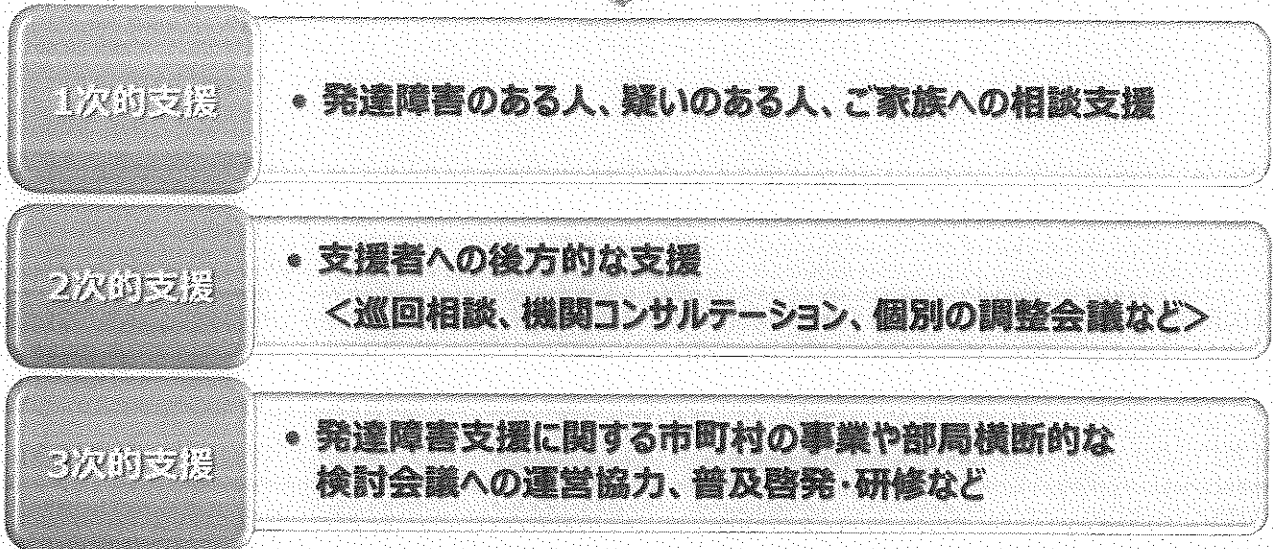 1次的支援
• 発達障害のある人、疑いのある人、ご家族への相談支援
2次的支援
• 支援者への後方的な支援
＜巡回相談、機関コンサルテーション、個別の調整会議など＞
3次的支援
• 発達障害支援に関する市町村の事業や部局横断的な
検討会議への運営協力、普及啓発・研修など